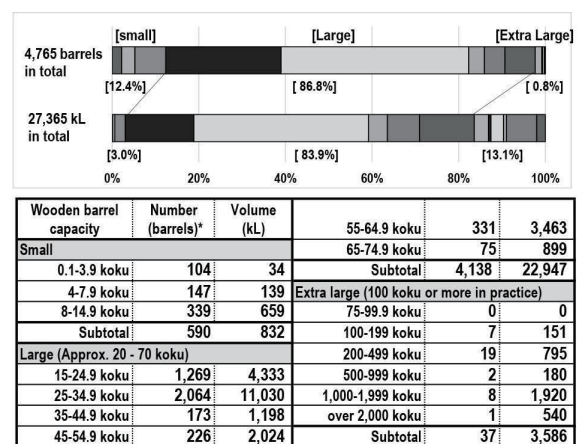 [small] [Large] [Extra Large]
4,765 barrels
in total
[12.4%] [ 86.8%] [ 0.8%]
27,365 kL
in total
[3.0%] [ 83.9%] [13.1%]
0% 20% 40% 60% 80% 100%
Wooden barrel capacity Number (barrels)* Volume (kL)
Small
0.1-3.9 koku 104 34
4-7.9 koku 147 139
8-14.9 koku 339 659
Subtotal 590 832
Large (Approx. 20 - 70 koku)
15-24.9 koku 1,269 4,333
25-34.9 koku 2,064 11,030
35-44.9 koku 173 1,198
45-54.9 koku 226 2,024
55-64.9 koku 331 3,463
65-74.9 koku 75 899
Subtotal 4,138 22,947
Extra large (100 koku or more in practice)
75-99.9 koku 0 0
100-199 koku 7 151
200-499 koku 19 795
500-999 koku 2 180
1,000-1,999 koku 8 1,920
over 2,000 koku 1 540
Subtotal 37 3,586